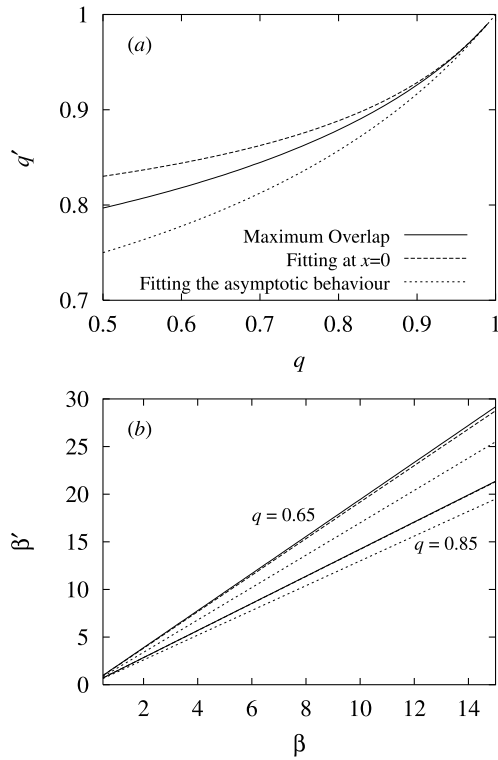 1
(a)
0.9
q′
0.8
Maximum Overlap
Fitting at x=0
Fitting the asymptotic behaviour
0.7
0.5 0.6 0.7 0.8 0.9 1
q
30
(b)
25
20
q = 0.65
β′
15
q = 0.85
10
5
0
2 4 6 8 10 12 14
β